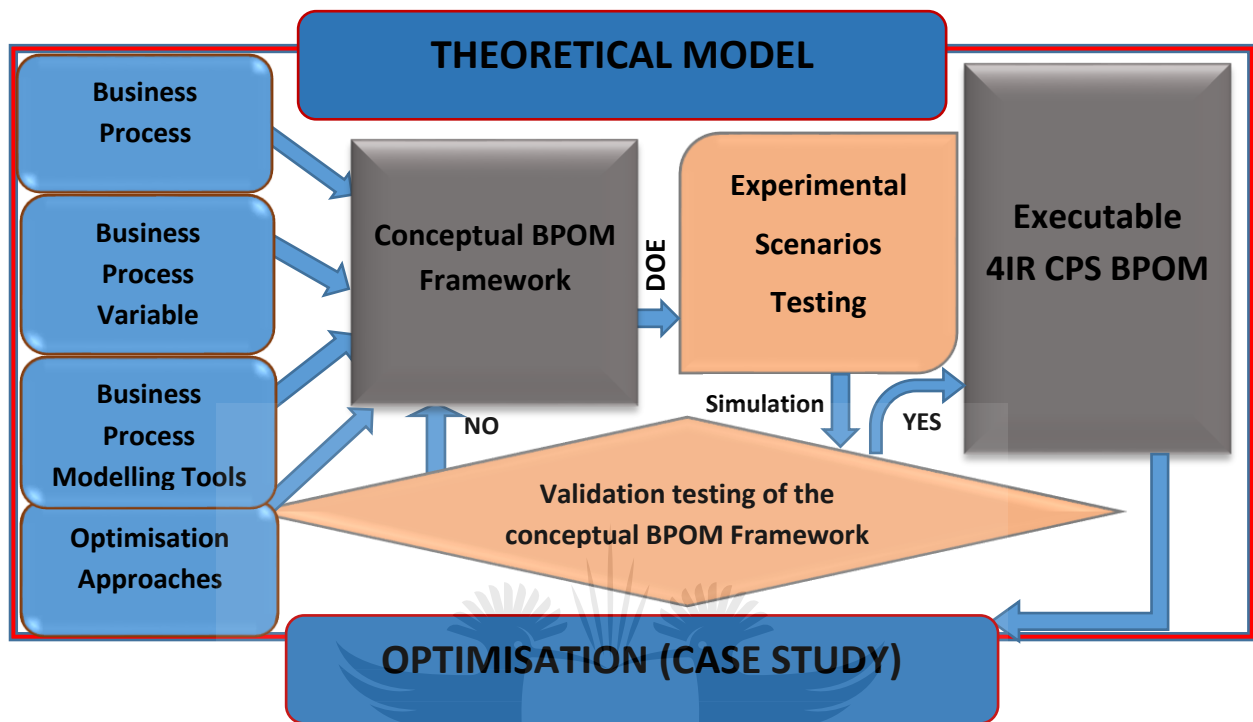 THEORETICAL MODEL
Business
Process
Business
Process
Variable
Business
Process
Modelling Tools
Optimisation
Approaches
Conceptual BPOM
Framework
DOE
Experimental
Scenarios
Testing
Executable
4IR CPS BPOM
Simulation
YES
NO
Validation testing of the
conceptual BPOM Framework
OPTIMISATION (CASE STUDY)